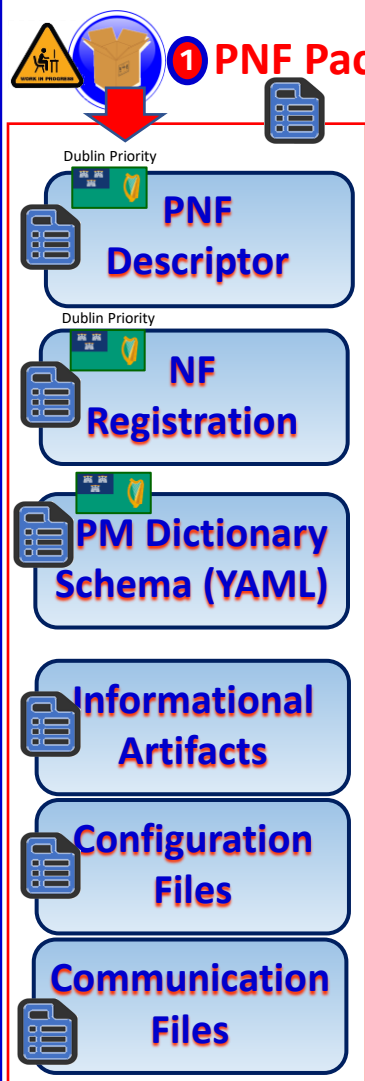 WORK IN PROGRESS
1 PNF Pac
Dublin Priority
PNF
Descriptor
Dublin Priority
NF
Registration
PM Dictionary
Schema (YAML)
Informational
Artifacts
Configuration
Files
Communication
Files